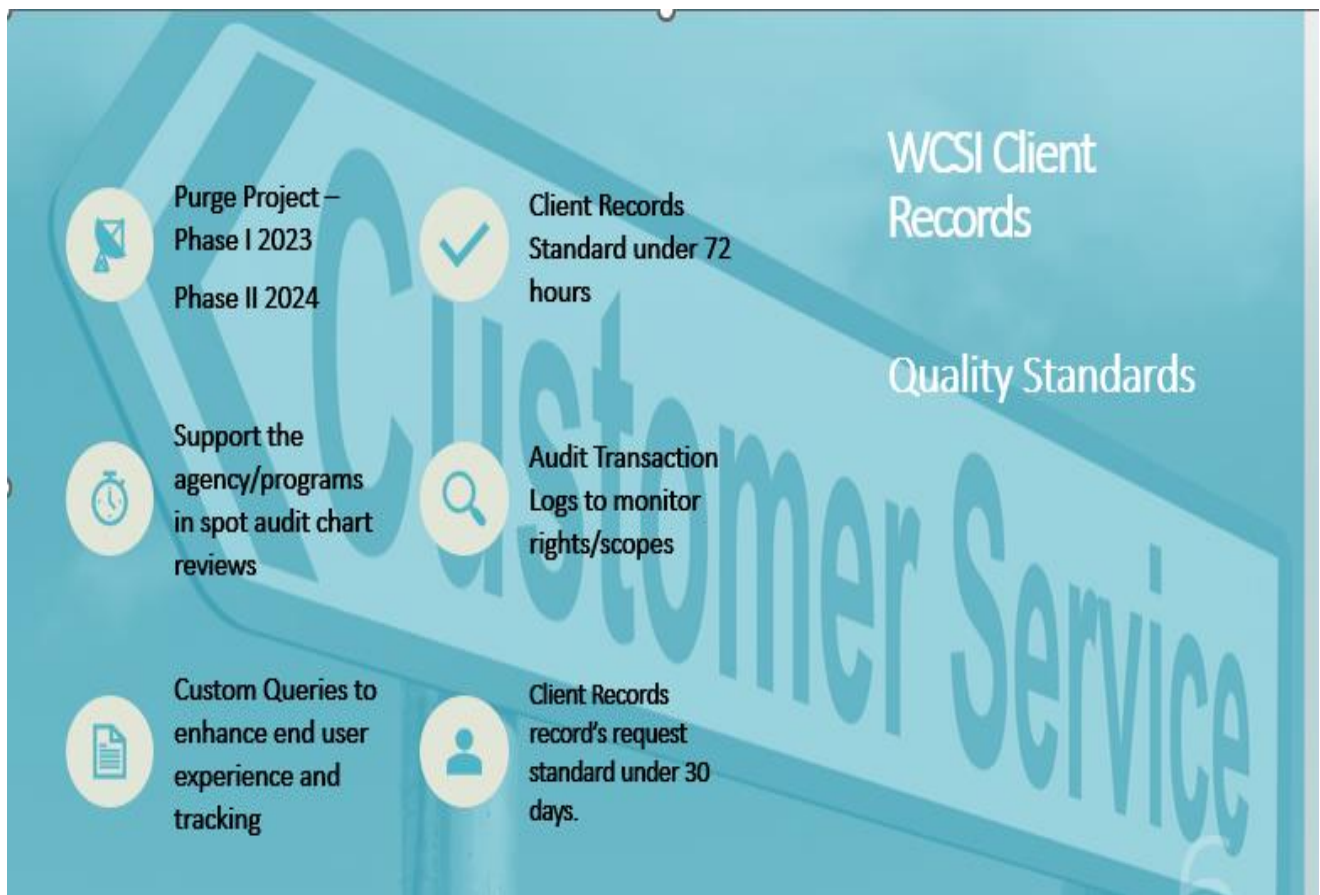 WCSI Client
Records
Quality Standards
Purge Project –
Phase I 2023
Phase II 2024
Client Records
Standard under 72
hours
Support the
agency/programs
in spot audit chart
reviews
Audit Transaction
Logs to monitor
rights/scopes
Custom Queries to
enhance end user
experience and
tracking
Client Records
record's request
standard under 30
days.
Customer Service
6